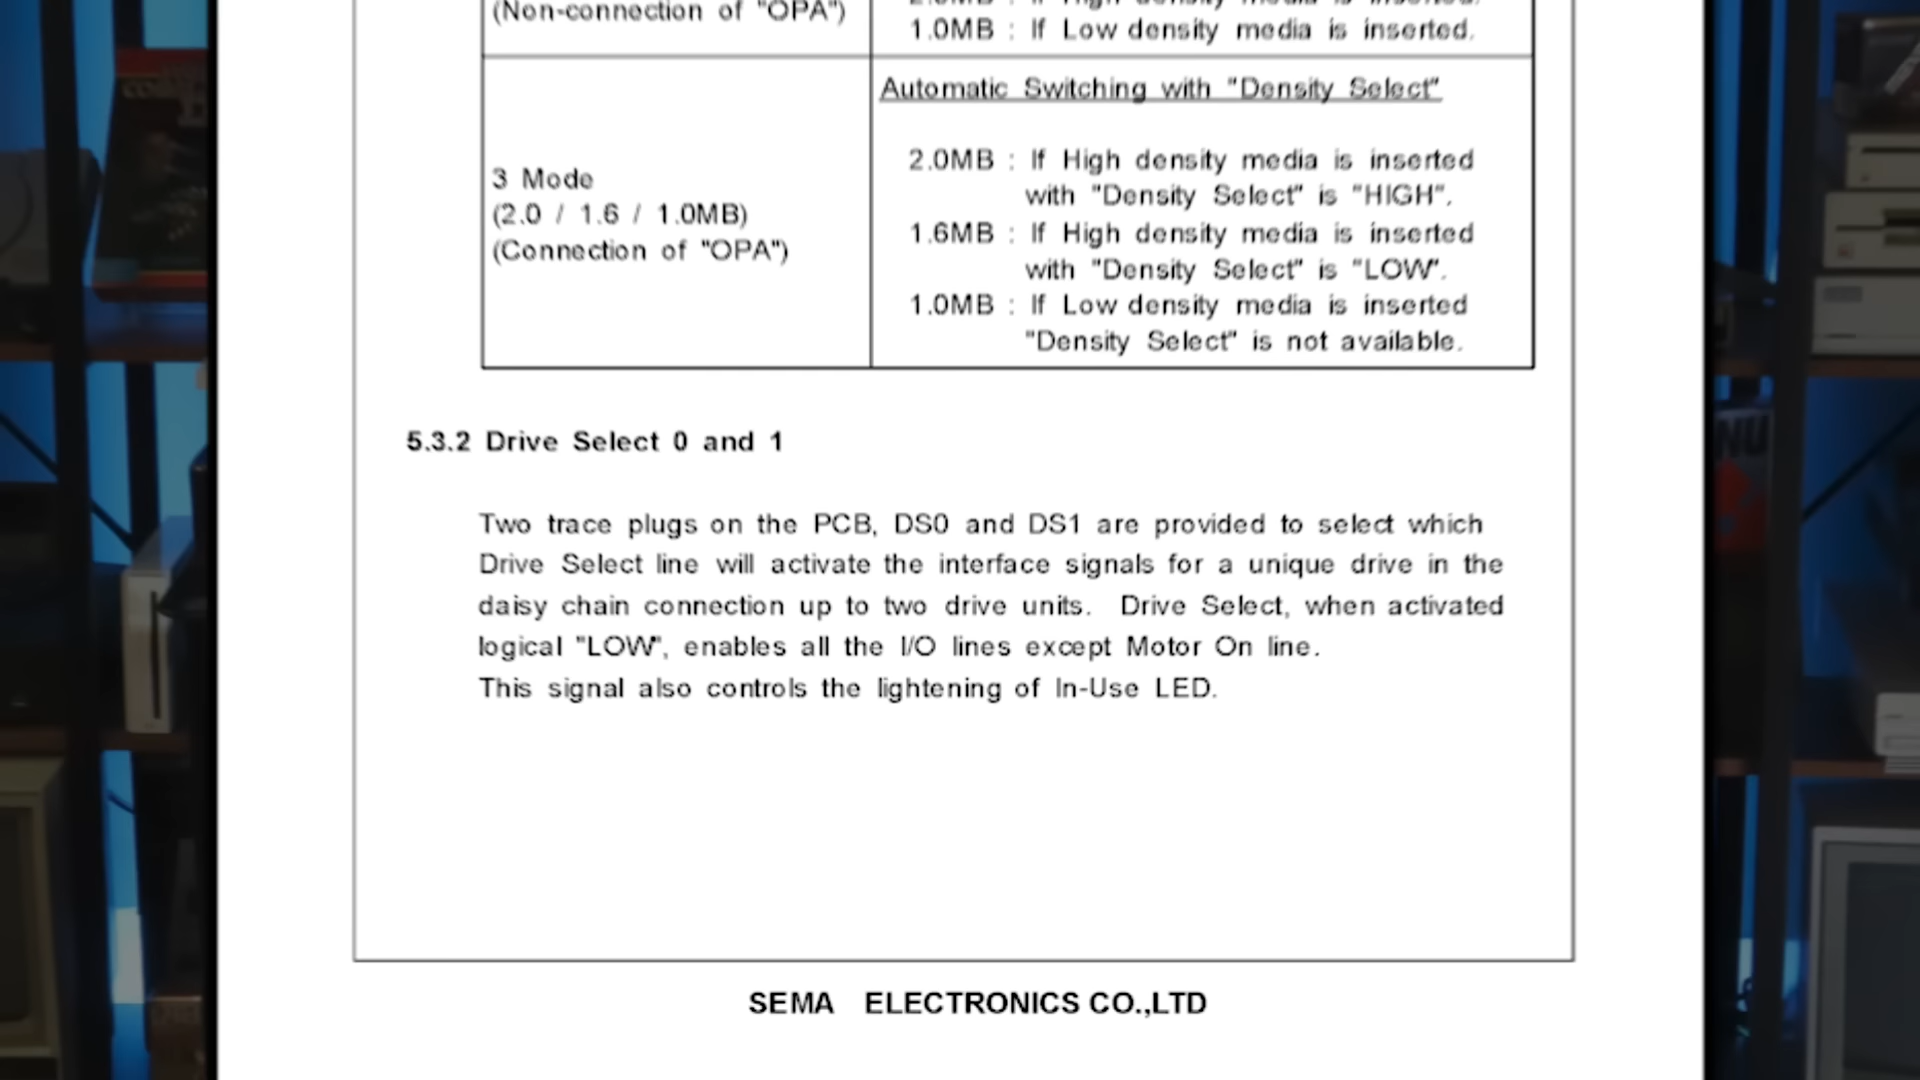 (Non-connection of "OPA")
1.0MB : If Low density media is inserted.
Automatic Switching with "Density Select"
3 Mode
(2.0 / 1.6 / 1.0MB)
(Connection of "OPA")
2.0MB : If High density media is inserted
with "Density Select" is "HIGH".
1.6MB : If High density media is inserted
with "Density Select" is "LOW".
1.0MB : If Low density media is inserted
"Density Select" is not available.
5.3.2 Drive Select 0 and 1
Two trace plugs on the PCB, DS0 and DS1 are provided to select which
Drive Select line will activate the interface signals for a unique drive in the
daisy chain connection up to two drive units. Drive Select, when activated
logical "LOW", enables all the I/O lines except Motor On line.
This signal also controls the lightening of In-Use LED.
SEMA ELECTRONICS CO.,LTD